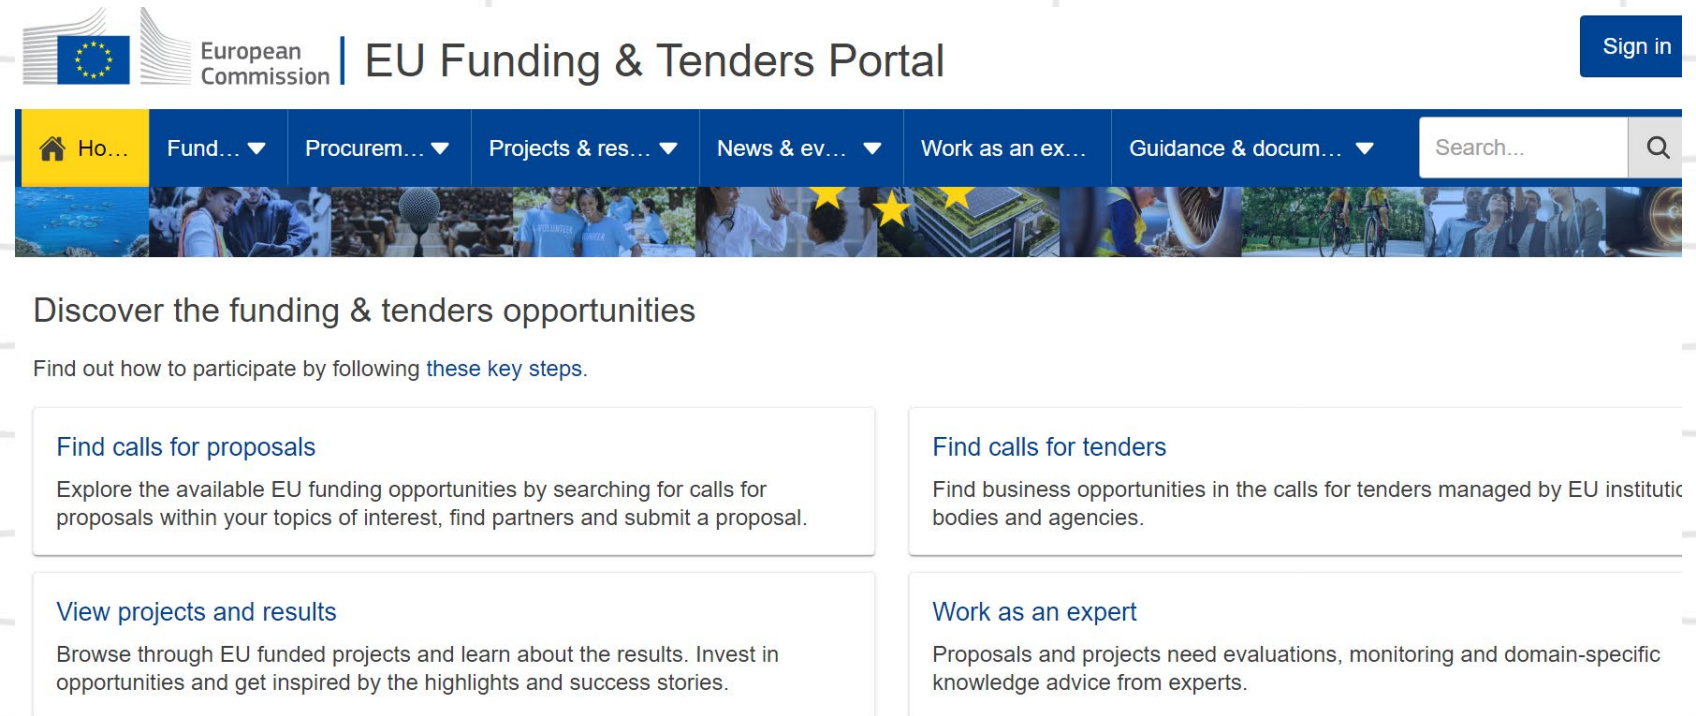 European
Commission
EU Funding & Tenders Portal
Sign in
Ho...
Fund...
Procurem...
Projects & res...
News & ev...
Work as an ex...
Guidance & docum...
Search...
VOLUNTEER
Discover the funding & tenders opportunities
Find out how to participate by following these key steps.
Find calls for proposals
Explore the available EU funding opportunities by searching for calls for
proposals within your topics of interest, find partners and submit a proposal.
Find calls for tenders
Find business opportunities in the calls for tenders managed by EU institutio
bodies and agencies.
View projects and results
Browse through EU funded projects and learn about the results. Invest in
opportunities and get inspired by the highlights and success stories.
Work as an expert
Proposals and projects need evaluations, monitoring and domain-specific
knowledge advice from experts.